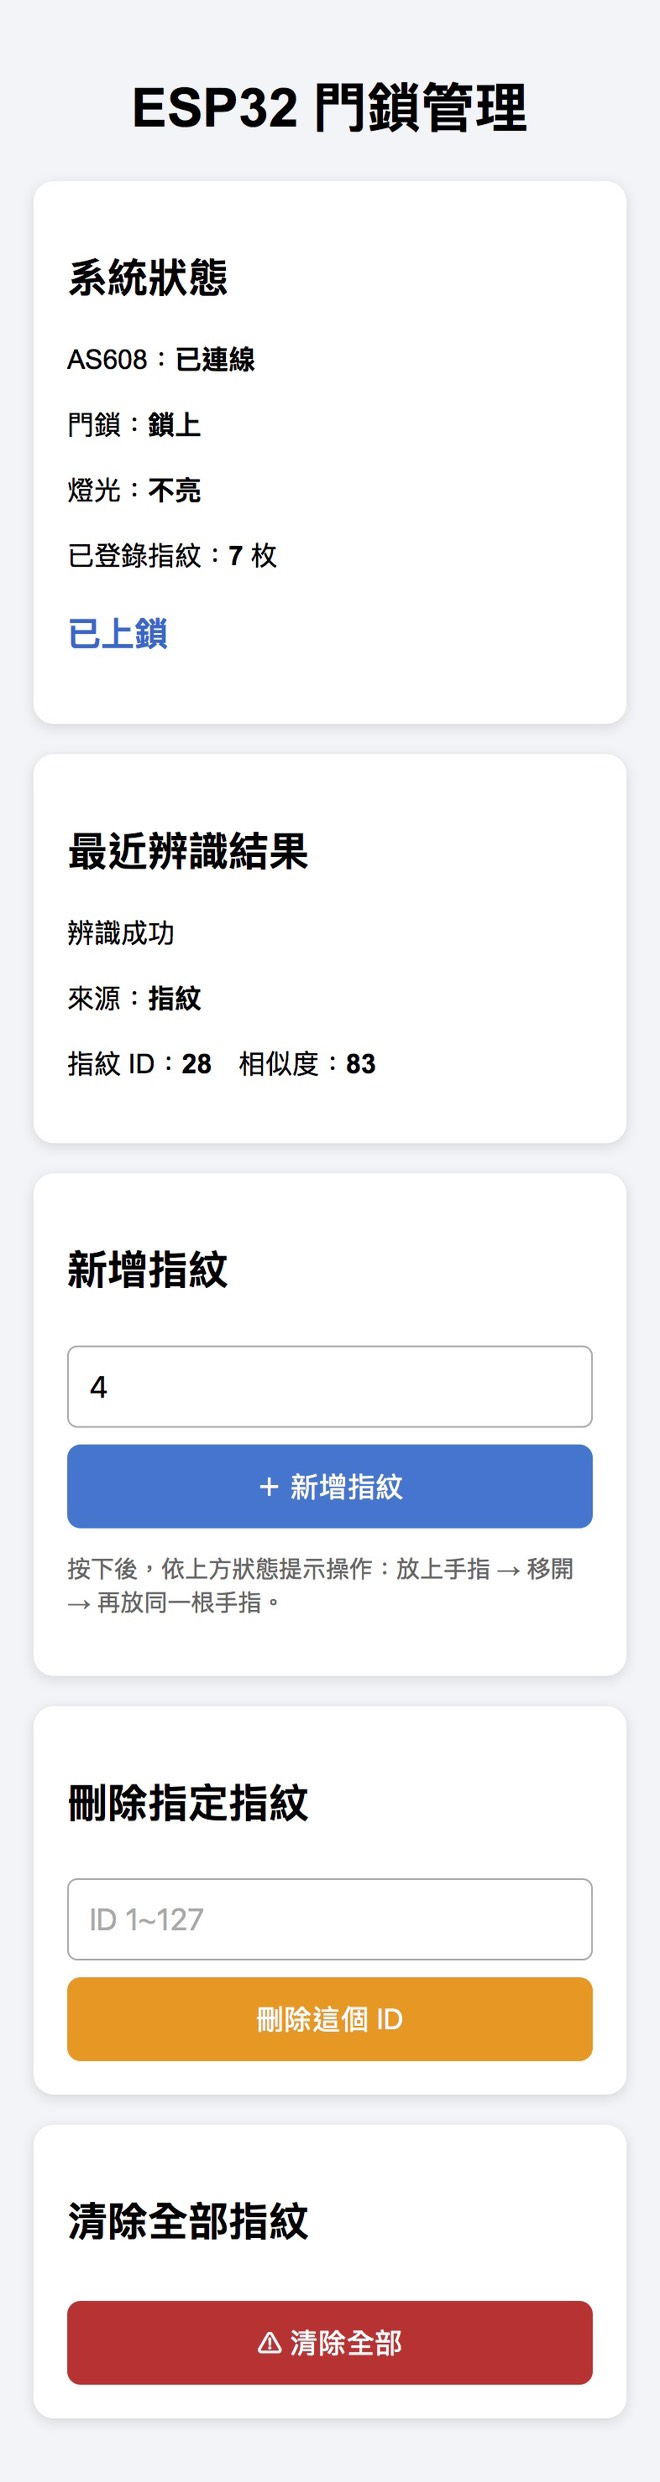 ESP32 門鎖管理
系統狀態
AS608：已連線
門鎖：鎖上
燈光：不亮
已登錄指紋：7 枚
已上鎖
最近辨識結果
辨識成功
來源：指紋
指紋 ID：28　相似度：83
新增指紋
4
＋ 新增指紋
按下後，依上方狀態提示操作：放上手指 → 移開
→ 再放同一根手指。
刪除指定指紋
ID 1~127
刪除這個 ID
清除全部指紋
⚠ 清除全部